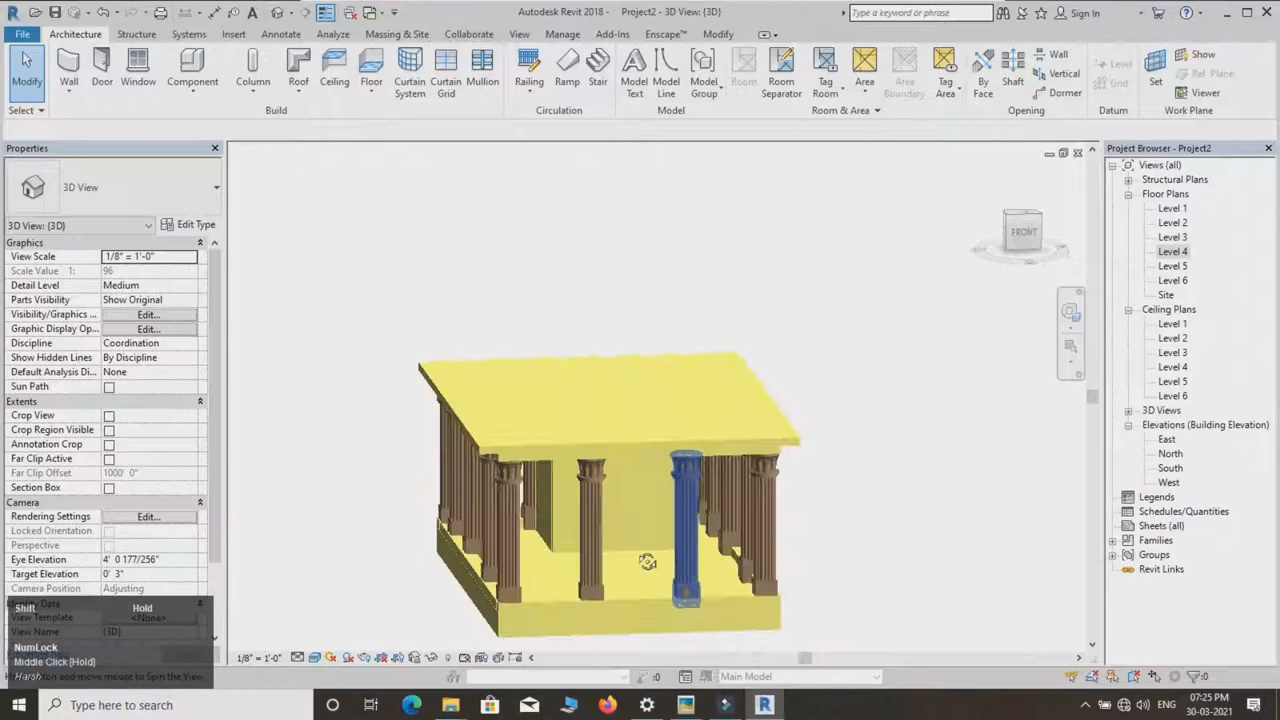 Autodesk Revit 2018 - Project2 - 3D View: {3D}
Type a keyword or phrase
Sign In
File
Architecture
Structure
Systems
Insert
Annotate
Analyze
Massing & Site
Collaborate
View
Manage
Add-Ins
Enscape™
Modify
Modify
Wall
Door
Window
Component
Column
Roof
Ceiling
Floor
Curtain System
Curtain Grid
Mullion
Railing
Ramp
Stair
Model Text
Model Line
Model Group
Room
Room Separator
Tag Room
Area
Area Boundary
Tag Area
By Face
Shaft
Wall
Vertical
Dormer
Level
Grid
Set
Show
Ref Plane
Viewer
Select
Build
Circulation
Model
Room & Area
Opening
Datum
Work Plane
Properties
3D View
3D View: {3D}
Edit Type
Graphics
View Scale 1/8" = 1'-0"
Scale Value 1: 96
Detail Level Medium
Parts Visibility Show Original
Visibility/Graphics ... Edit...
Graphic Display Op... Edit...
Discipline Coordination
Show Hidden Lines By Discipline
Default Analysis Di... None
Sun Path
Extents
Crop View
Crop Region Visible
Annotation Crop
Far Clip Active
Far Clip Offset 1000' 0"
Section Box
Camera
Rendering Settings Edit...
Locked Orientation
Perspective
Eye Elevation 4' 0 177/256"
Target Elevation 0' 3"
Camera Position Adjusting
Identity Data
View Template <None>
View Name {3D}
Shift Hold
NumLock
Middle Click [Hold]
Harsh
button and move mouse to Spin the View.
FRONT
1/8" = 1'-0"
:0
Main Model
:0
Project Browser - Project2
Views (all)
Structural Plans
Floor Plans
Level 1
Level 2
Level 3
Level 4
Level 5
Level 6
Site
Ceiling Plans
Level 1
Level 2
Level 3
Level 4
Level 5
Level 6
3D Views
Elevations (Building Elevation)
East
North
South
West
Legends
Schedules/Quantities
Sheets (all)
Families
Groups
Revit Links
Type here to search
ENG
07:25 PM
30-03-2021